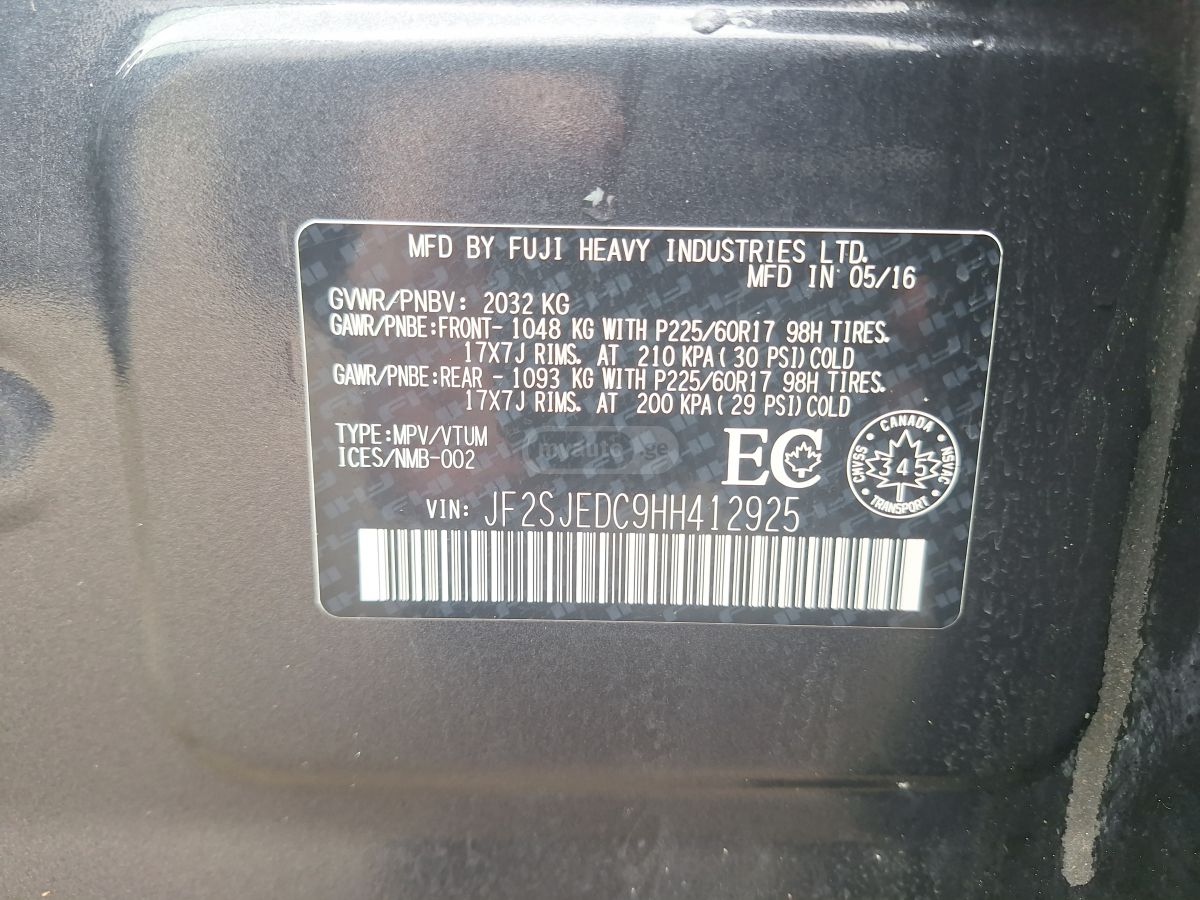 MFD BY FUJI HEAVY INDUSTRIES LTD.
MFD IN 05/16
GVWR/PNBV: 2032 KG
GAWR/PNBE:FRONT- 1048 KG WITH P225/60R17 98H TIRES.
17X7J RIMS. AT 210 KPA(30 PSI)COLD
GAWR/PNBE:REAR - 1093 KG WITH P225/60R17 98H TIRES.
17X7J RIMS. AT 200 KPA(29 PSI)COLD
TYPE:MPV/VTUM
ICES/NMB-002
myauto.ge
EC
CANADA
CMVSS NSVAC
345
TRANSPORT
VIN: JF2SJEDC9HH412925
FHI